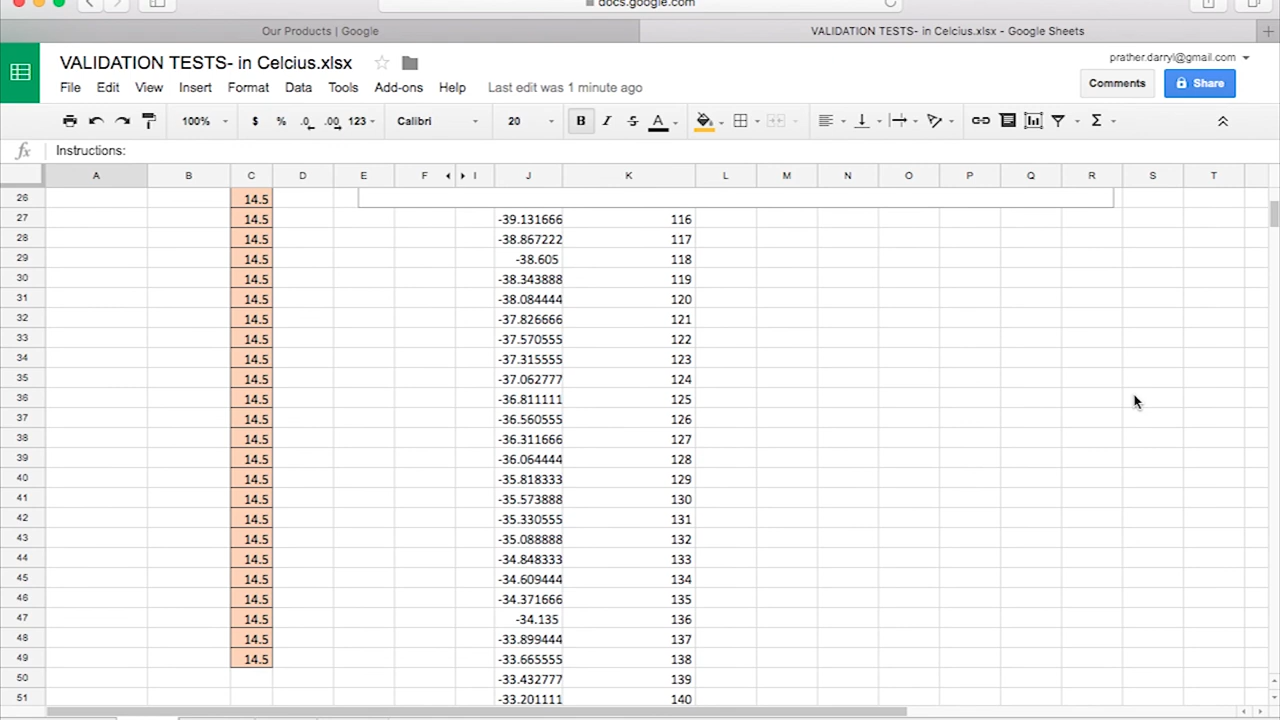 docs.google.com
Our Products | Google
VALIDATION TESTS- in Celcius.xlsx - Google Sheets
VALIDATION TESTS- in Celcius.xlsx
prather.darryl@gmail.com
File Edit View Insert Format Data Tools Add-ons Help Last edit was 1 minute ago
Comments Share
100% $ % .0 .00 123 Calibri 20 B I S A Σ
fx Instructions:
A B C D E F I J K L M N O P Q R S T
26 14.5
27 14.5 -39.131666 116
28 14.5 -38.867222 117
29 14.5 -38.605 118
30 14.5 -38.343888 119
31 14.5 -38.084444 120
32 14.5 -37.826666 121
33 14.5 -37.570555 122
34 14.5 -37.315555 123
35 14.5 -37.062777 124
36 14.5 -36.811111 125
37 14.5 -36.560555 126
38 14.5 -36.311666 127
39 14.5 -36.064444 128
40 14.5 -35.818333 129
41 14.5 -35.573888 130
42 14.5 -35.330555 131
43 14.5 -35.088888 132
44 14.5 -34.848333 133
45 14.5 -34.609444 134
46 14.5 -34.371666 135
47 14.5 -34.135 136
48 14.5 -33.899444 137
49 14.5 -33.665555 138
50 -33.432777 139
51 -33.201111 140